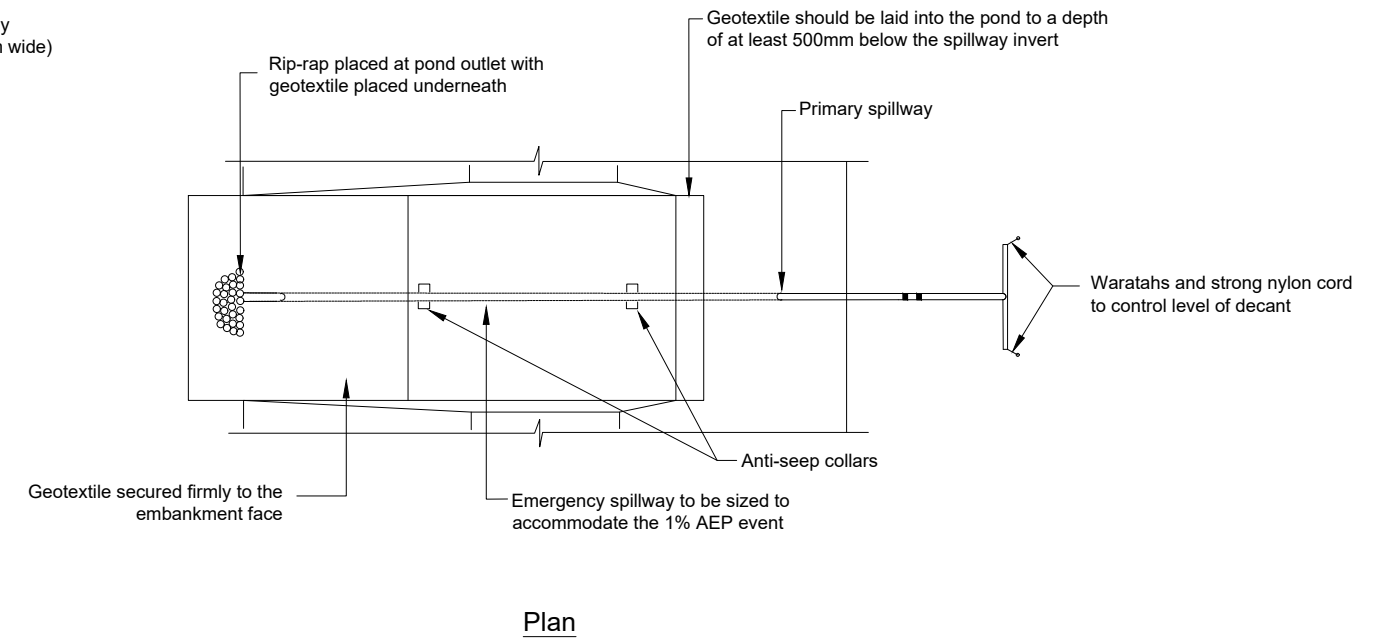 y
wide)
Geotextile should be laid into the pond to a depth
of at least 500mm below the spillway invert
Rip-rap placed at pond outlet with
geotextile placed underneath
Primary spillway
Waratahs and strong nylon cord
to control level of decant
Anti-seep collars
Geotextile secured firmly to the
embankment face
Emergency spillway to be sized to
accommodate the 1% AEP event
Plan